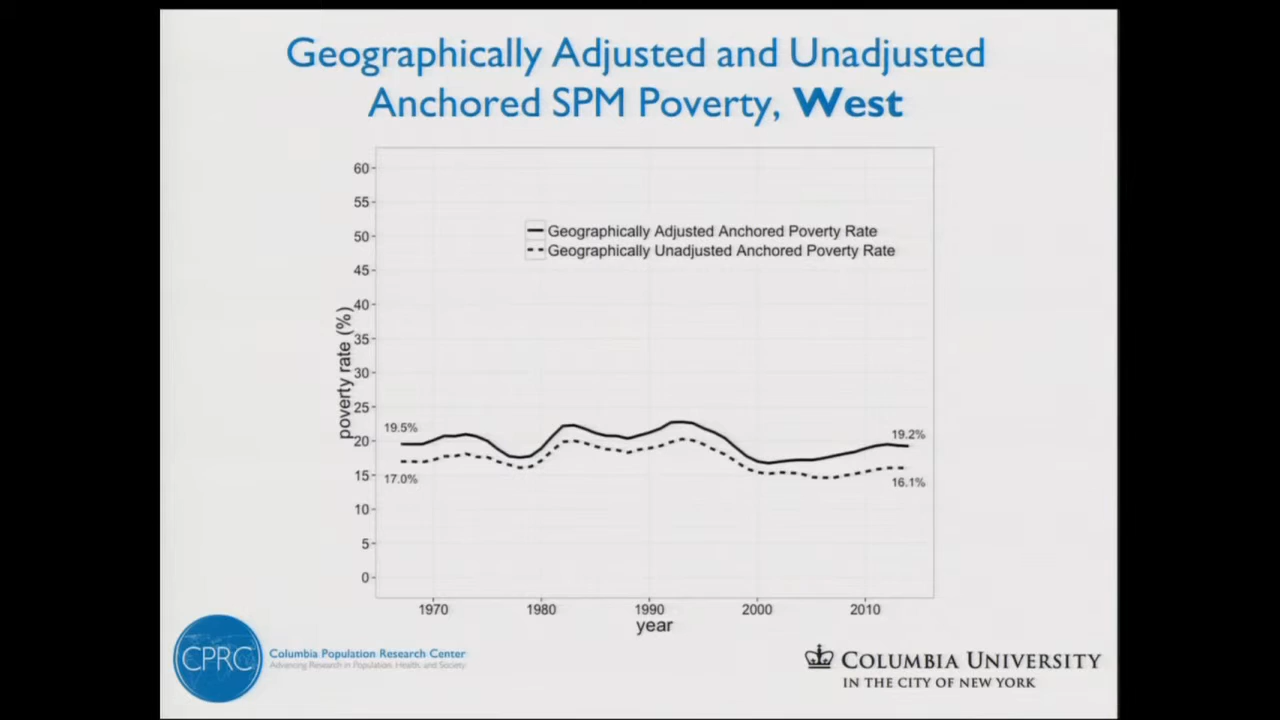 Geographically Adjusted and Unadjusted
Anchored SPM Poverty, West
60
55
50
45
40
35
30
25
20
15
10
5
0
poverty rate (%)
Geographically Adjusted Anchored Poverty Rate
Geographically Unadjusted Anchored Poverty Rate
19.5%
19.2%
17.0%
16.1%
1970
1980
1990
2000
2010
year
CPRC
Columbia Population Research Center
Advancing Research in Population, Health, and Society
COLUMBIA UNIVERSITY
IN THE CITY OF NEW YORK